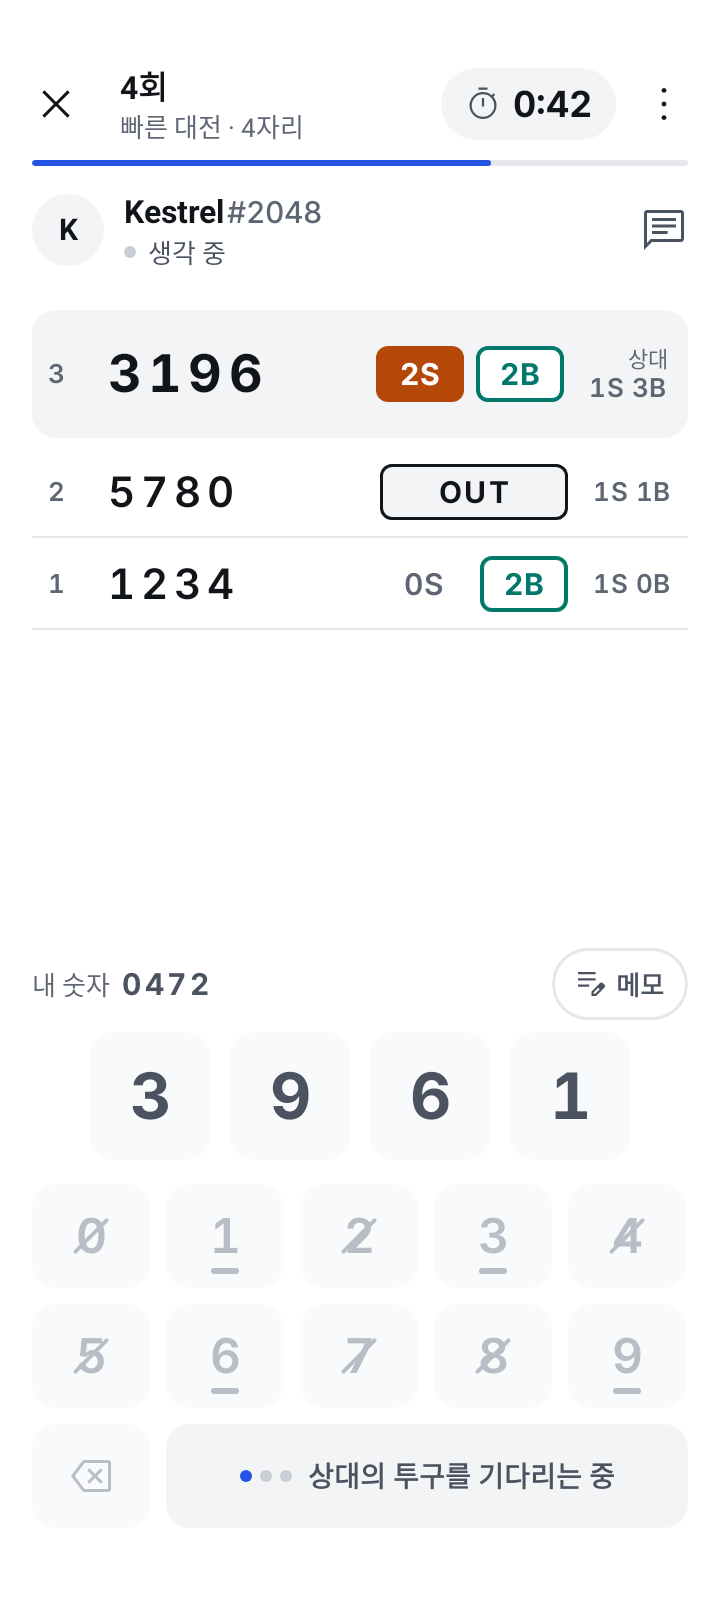 4회
빠른 대전 · 4자리
0:42
K
Kestrel#2048
생각 중
3 3196 2S 2B 상대 1S 3B
2 5780 OUT 1S 1B
1 1234 0S 2B 1S 0B
내 숫자 0472 메모
3 9 6 1
0 1 2 3 4
5 6 7 8 9
상대의 투구를 기다리는 중